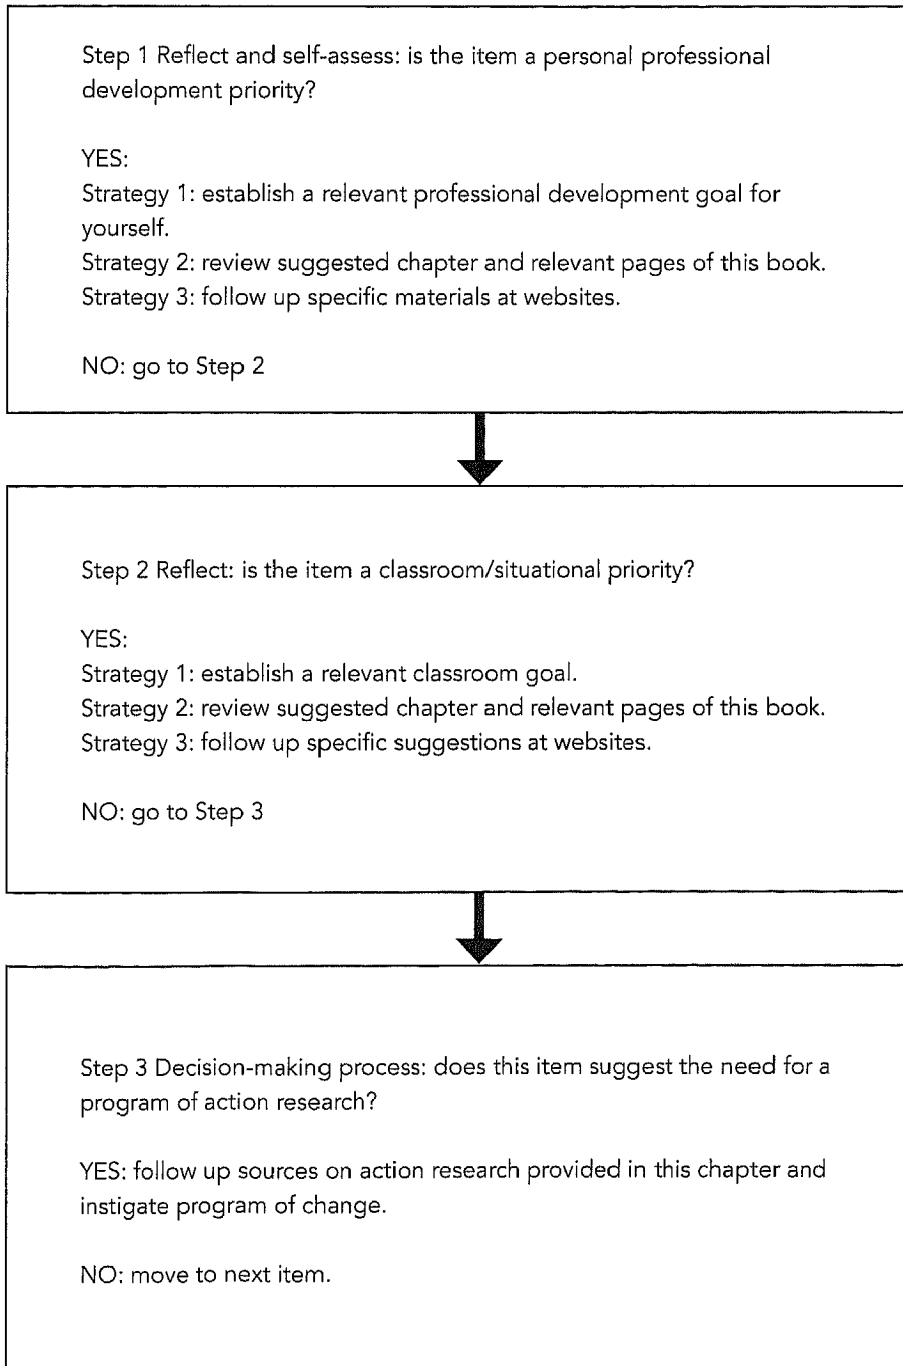 Step 1 Reflect and self-assess: is the item a personal professional
development priority?
YES:
Strategy 1: establish a relevant professional development goal for
yourself.
Strategy 2: review suggested chapter and relevant pages of this book.
Strategy 3: follow up specific materials at websites.
NO: go to Step 2
Step 2 Reflect: is the item a classroom/situational priority?
YES:
Strategy 1: establish a relevant classroom goal.
Strategy 2: review suggested chapter and relevant pages of this book.
Strategy 3: follow up specific suggestions at websites.
NO: go to Step 3
Step 3 Decision-making process: does this item suggest the need for a
program of action research?
YES: follow up sources on action research provided in this chapter and
instigate program of change.
NO: move to next item.